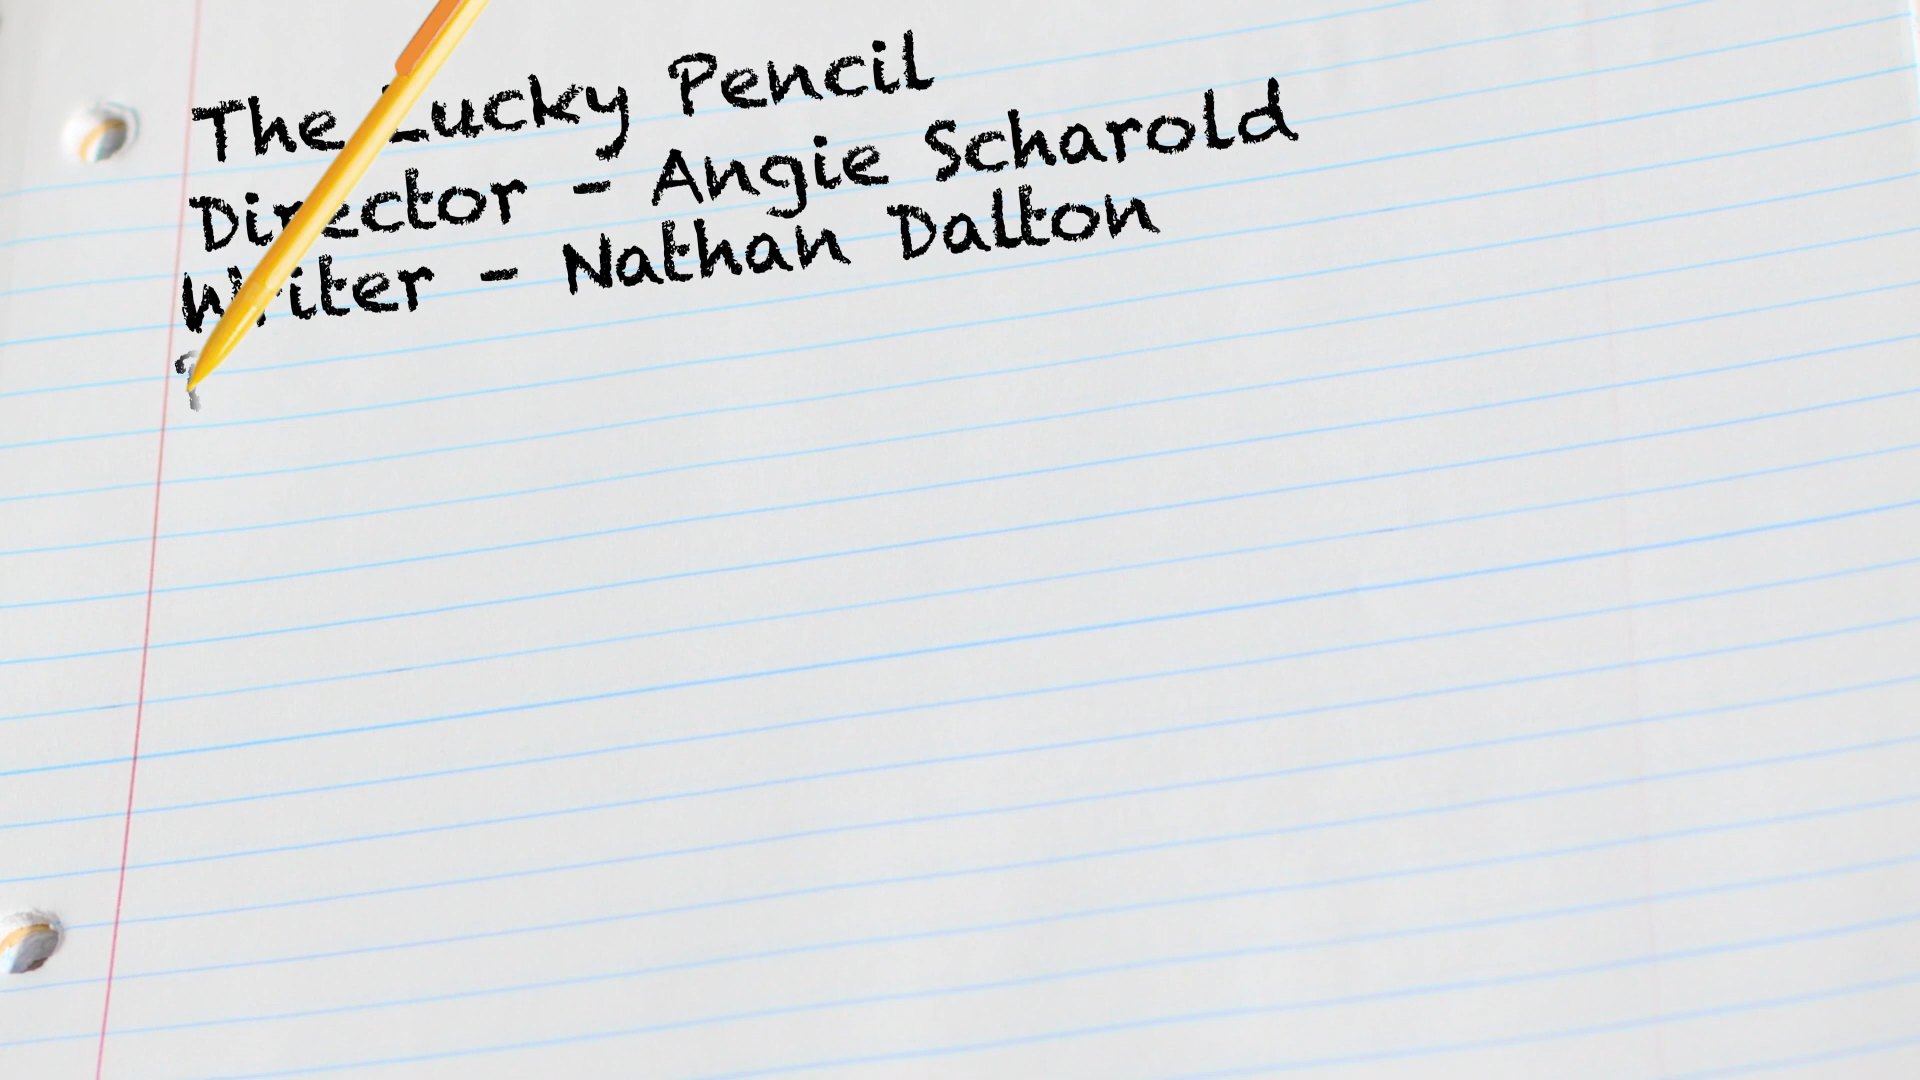 The Lucky Pencil
Director - Angie Scharold
Writer - Nathan Dalton